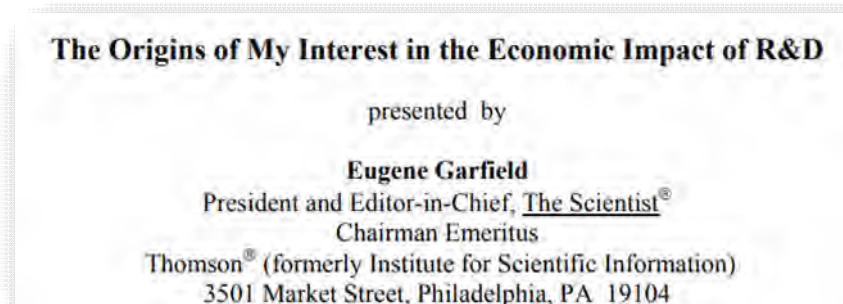 The Origins of My Interest in the Economic Impact of R&D
presented by
Eugene Garfield
President and Editor-in-Chief, The Scientist®
Chairman Emeritus
Thomson® (formerly Institute for Scientific Information)
3501 Market Street, Philadelphia, PA 19104